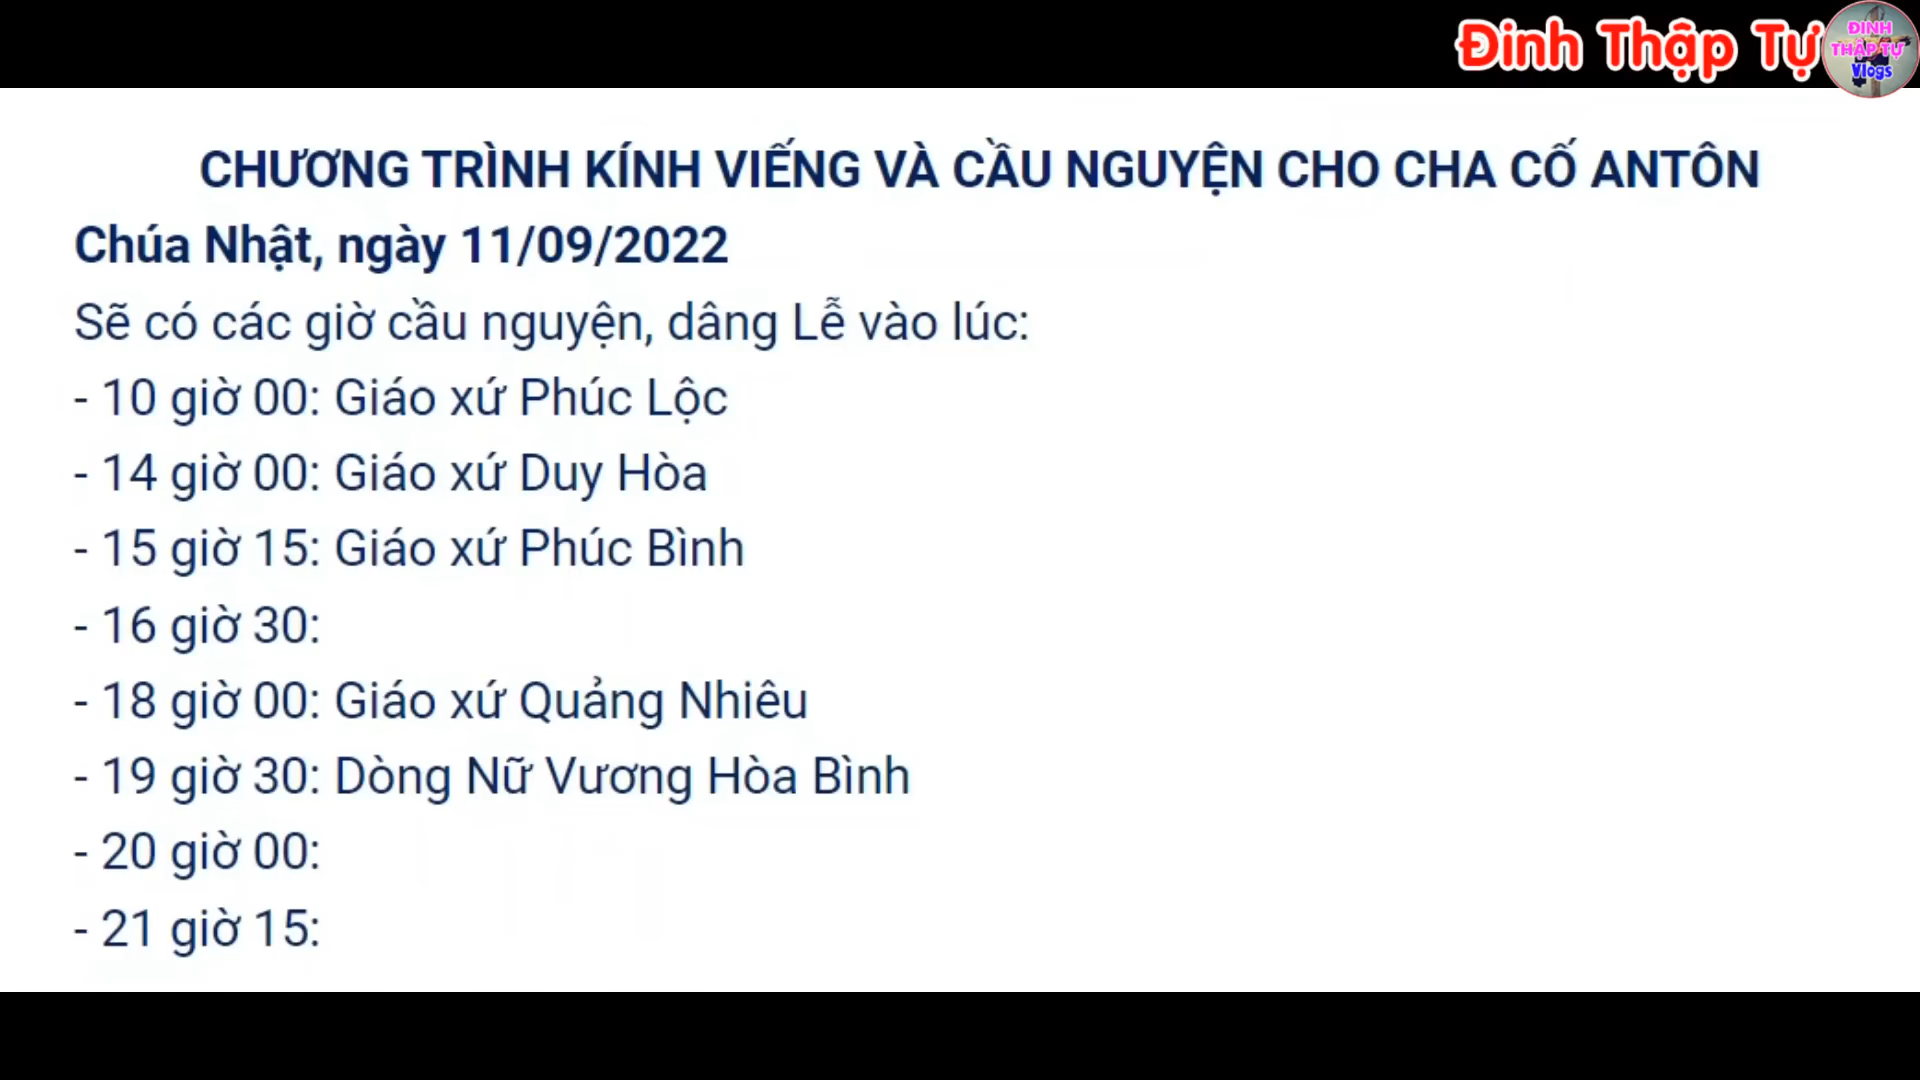 Đinh Thập Tự
ĐINH
THẬP TỰ
Vlogs
CHƯƠNG TRÌNH KÍNH VIẾNG VÀ CẦU NGUYỆN CHO CHA CỐ ANTÔN
Chúa Nhật, ngày 11/09/2022
Sẽ có các giờ cầu nguyện, dâng Lễ vào lúc:
- 10 giờ 00: Giáo xứ Phúc Lộc
- 14 giờ 00: Giáo xứ Duy Hòa
- 15 giờ 15: Giáo xứ Phúc Bình
- 16 giờ 30:
- 18 giờ 00: Giáo xứ Quảng Nhiêu
- 19 giờ 30: Dòng Nữ Vương Hòa Bình
- 20 giờ 00:
- 21 giờ 15: